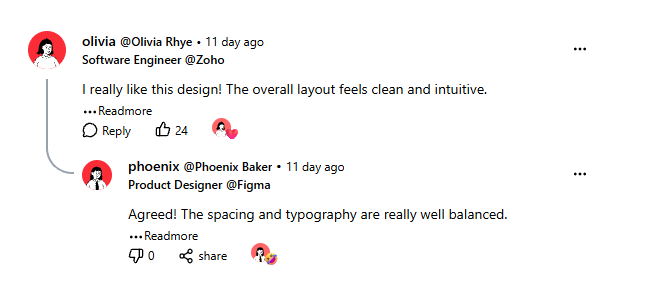 olivia @Olivia Rhye • 11 day ago
Software Engineer @Zoho
I really like this design! The overall layout feels clean and intuitive.
•••Readmore
Reply 24
phoenix @Phoenix Baker • 11 day ago
Product Designer @Figma
Agreed! The spacing and typography are really well balanced.
•••Readmore
0 share